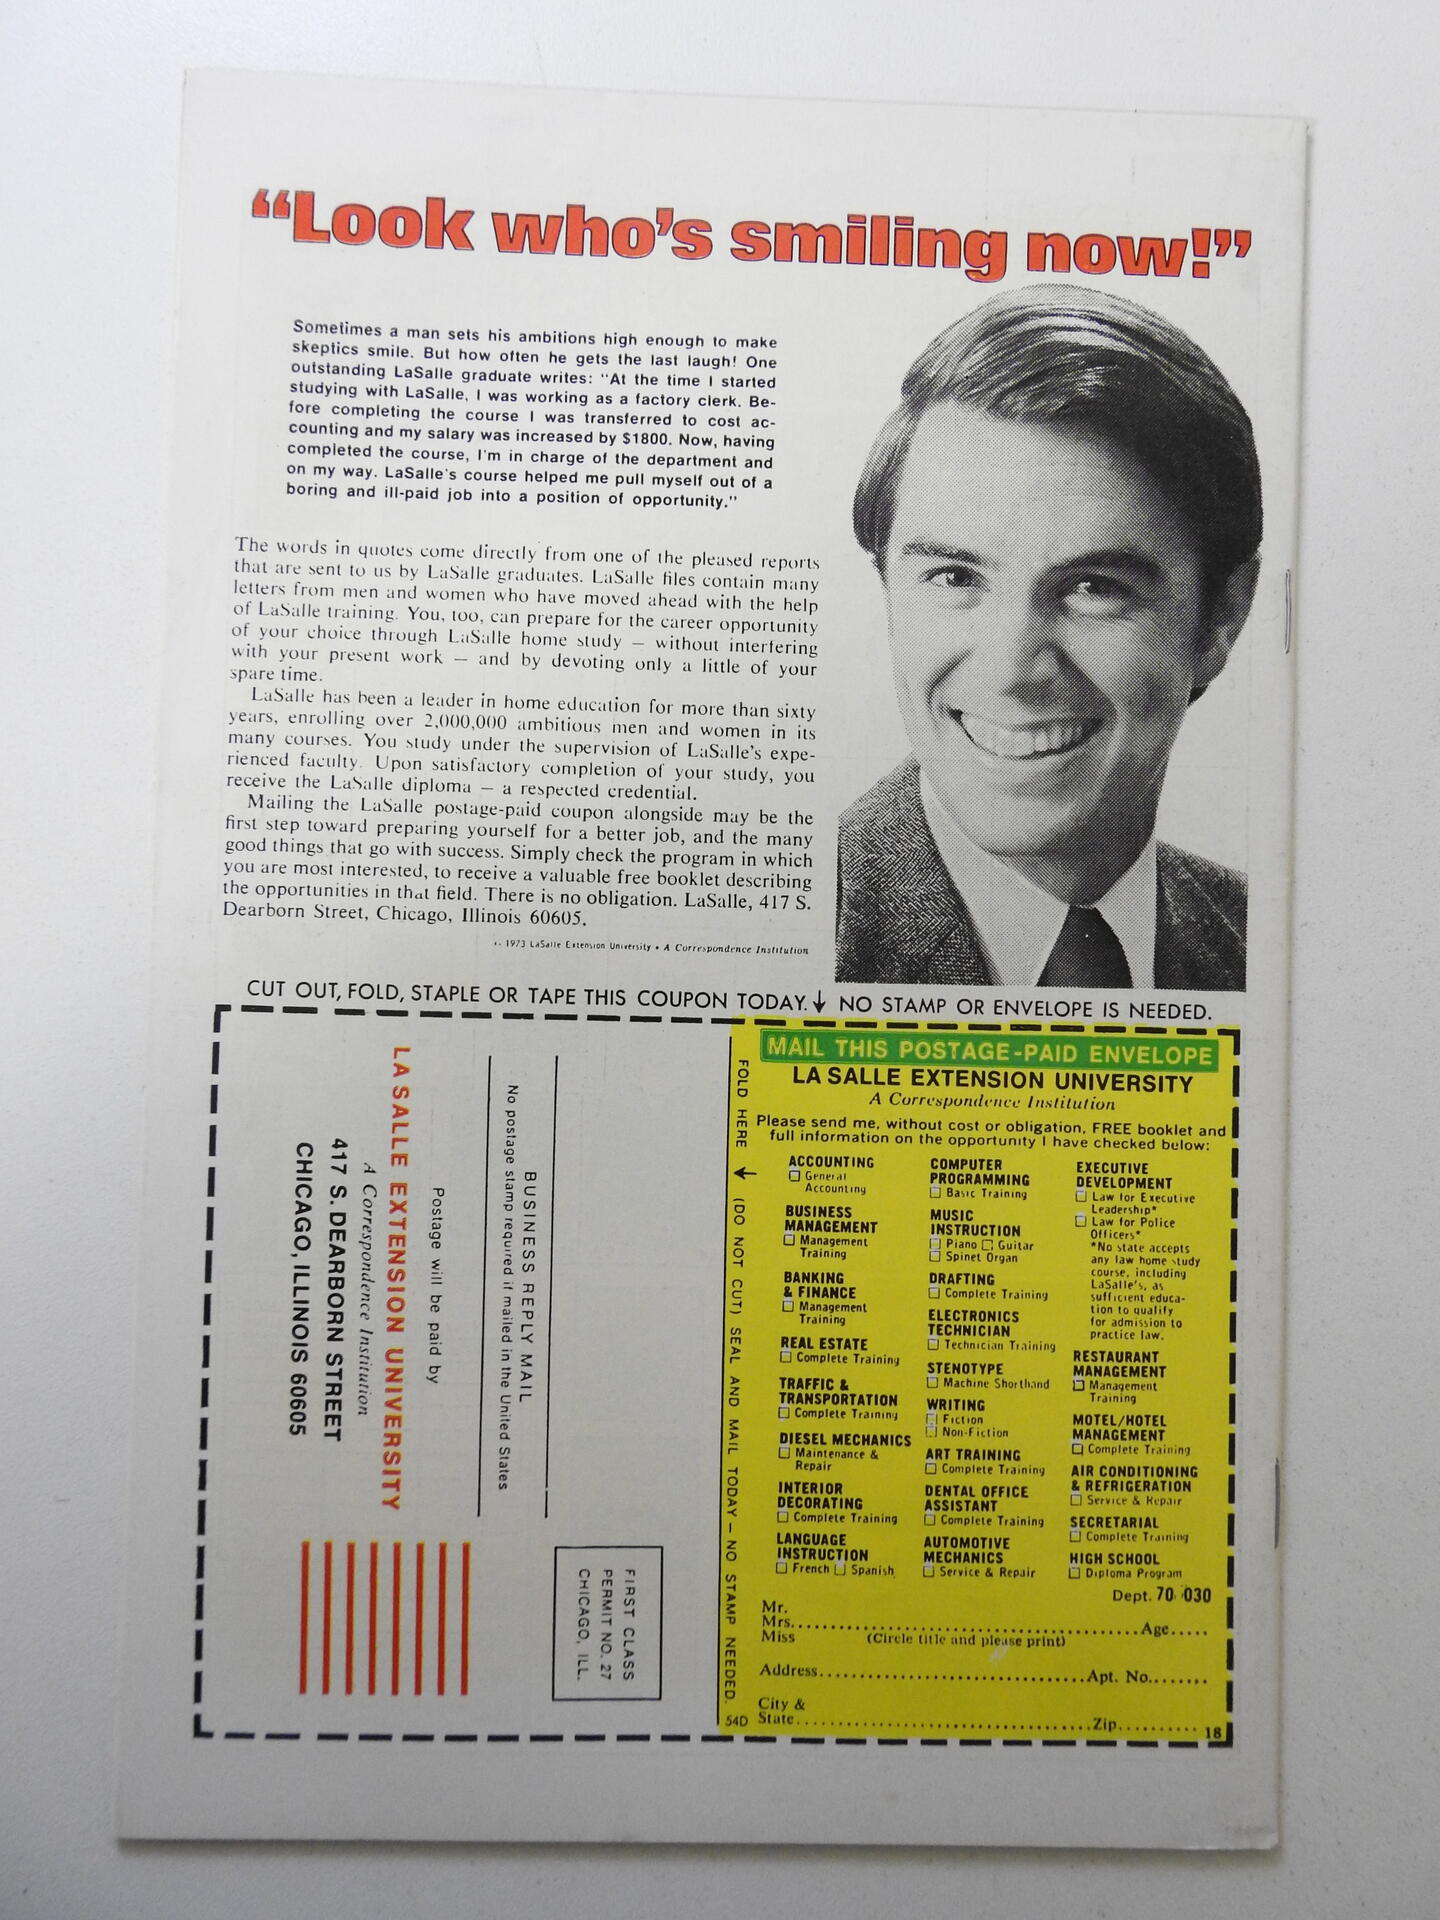 “Look who’s smiling now!”
Sometimes a man sets his ambitions high enough to make
skeptics smile. But how often he gets the last laugh! One
outstanding LaSalle graduate writes: "At the time I started
studying with LaSalle, I was working as a factory clerk. Be-
fore completing the course I was transferred to cost ac-
counting and my salary was increased by $1800. Now, having
completed the course, I'm in charge of the department and
on my way. LaSalle's course helped me pull myself out of a
boring and ill-paid job into a position of opportunity."
The words in quotes come directly from one of the pleased reports
that are sent to us by LaSalle graduates. LaSalle files contain many
letters from men and women who have moved ahead with the help
of LaSalle training. You, too, can prepare for the career opportunity
of your choice through LaSalle home study — without interfering
with your present work — and by devoting only a little of your
spare time.
LaSalle has been a leader in home education for more than sixty
years, enrolling over 2,000,000 ambitious men and women in its
many courses. You study under the supervision of LaSalle's expe-
rienced faculty. Upon satisfactory completion of your study, you
receive the LaSalle diploma — a respected credential.
Mailing the LaSalle postage-paid coupon alongside may be the
first step toward preparing yourself for a better job, and the many
good things that go with success. Simply check the program in which
you are most interested, to receive a valuable free booklet describing
the opportunities in that field. There is no obligation. LaSalle, 417 S.
Dearborn Street, Chicago, Illinois 60605.
1973 LaSalle Extension University • A Correspondence Institution
CUT OUT, FOLD, STAPLE OR TAPE THIS COUPON TODAY. ↓ NO STAMP OR ENVELOPE IS NEEDED.
FIRST CLASS
PERMIT NO. 27
CHICAGO, ILL.
BUSINESS REPLY MAIL
No postage stamp required if mailed in the United States
Postage will be paid by
LA SALLE EXTENSION UNIVERSITY
A Correspondence Institution
417 S. DEARBORN STREET
CHICAGO, ILLINOIS 60605
FOLD HERE ↓ (DO NOT CUT) SEAL AND MAIL TODAY — NO STAMP NEEDED.
54D
MAIL THIS POSTAGE-PAID ENVELOPE
LA SALLE EXTENSION UNIVERSITY
A Correspondence Institution
Please send me, without cost or obligation, FREE booklet and
full information on the opportunity I have checked below:
ACCOUNTING
☐ General
Accounting
BUSINESS
MANAGEMENT
☐ Management
Training
BANKING
& FINANCE
☐ Management
Training
REAL ESTATE
☐ Complete Training
TRAFFIC &
TRANSPORTATION
☐ Complete Training
DIESEL MECHANICS
☐ Maintenance &
Repair
INTERIOR
DECORATING
☐ Complete Training
LANGUAGE
INSTRUCTION
☐ French ☐ Spanish
COMPUTER
PROGRAMMING
☐ Basic Training
MUSIC
INSTRUCTION
☐ Piano ☐ Guitar
☐ Spinet Organ
DRAFTING
☐ Complete Training
ELECTRONICS
TECHNICIAN
☐ Technician Training
STENOTYPE
☐ Machine Shorthand
WRITING
☐ Fiction
☐ Non-Fiction
ART TRAINING
☐ Complete Training
DENTAL OFFICE
ASSISTANT
☐ Complete Training
AUTOMOTIVE
MECHANICS
☐ Service & Repair
EXECUTIVE
DEVELOPMENT
☐ Law for Executive
Leadership*
☐ Law for Police
Officers*
*No state accepts
any law home study
course, including
LaSalle's, as
sufficient educa-
tion to qualify
for admission to
practice law.
RESTAURANT
MANAGEMENT
☐ Management
Training
MOTEL/HOTEL
MANAGEMENT
☐ Complete Training
AIR CONDITIONING
& REFRIGERATION
☐ Service & Repair
SECRETARIAL
☐ Complete Training
HIGH SCHOOL
☐ Diploma Program
Dept. 70-030
Mr.
Mrs. Age
Miss (Circle title and please print)
Address Apt. No.
City &
State Zip 18